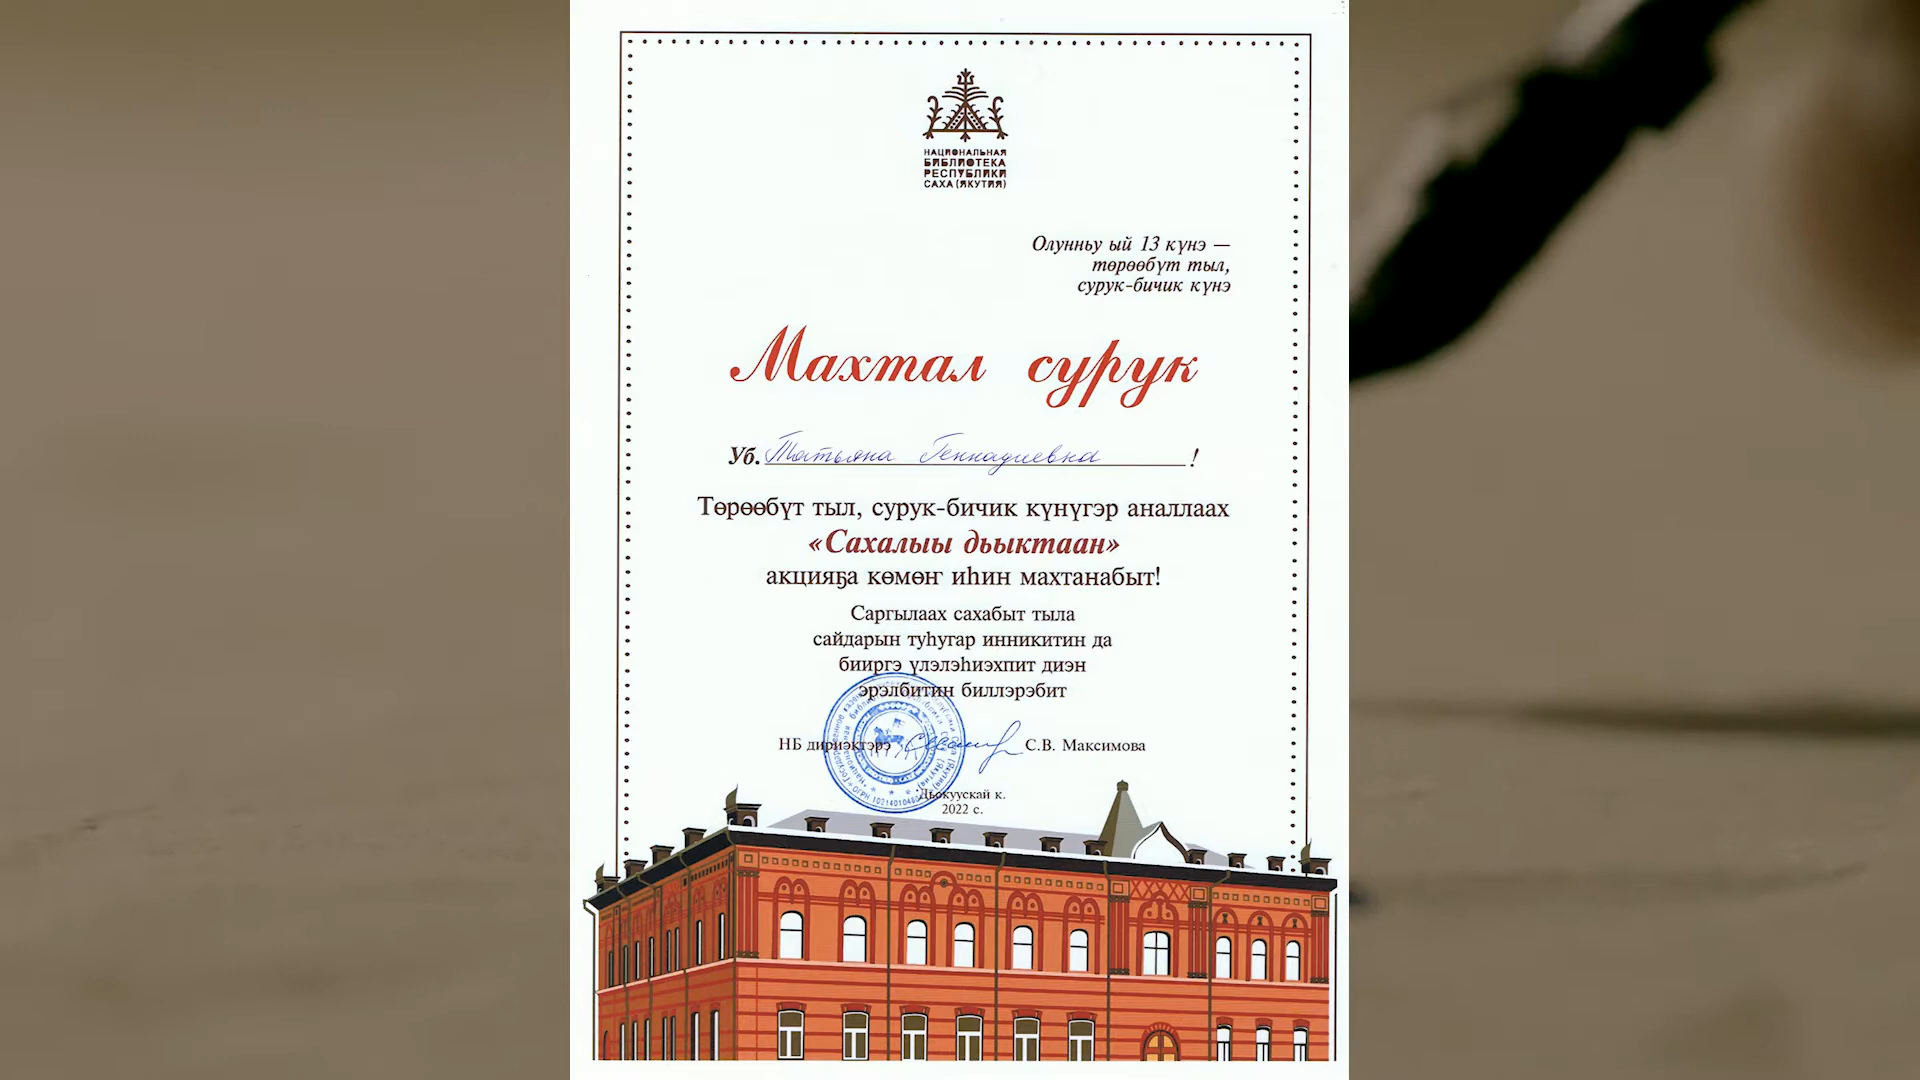 НАЦИОНАЛЬНАЯ
БИБЛИОТЕКА
РЕСПУБЛИКИ
САХА (ЯКУТИЯ)
Олунньу ый 13 күнэ —
төрөөбүт тыл,
сурук-бичик күнэ
Махтал сурук
Уб. Татьяна Геннадиевна !
Төрөөбүт тыл, сурук-бичик күнүгэр аналлаах
«Сахалыы дьыктаан»
акцияҕа көмөҥ иһин махтанабыт!
Саргылаах сахабыт тыла
сайдарын туһугар инникитин да
бииргэ үлэлэһиэхпит диэн
эрэлбитин биллэрэбит
НБ дириэктэрэ С.В. Максимова
Дьокуускай к.
2022 с.